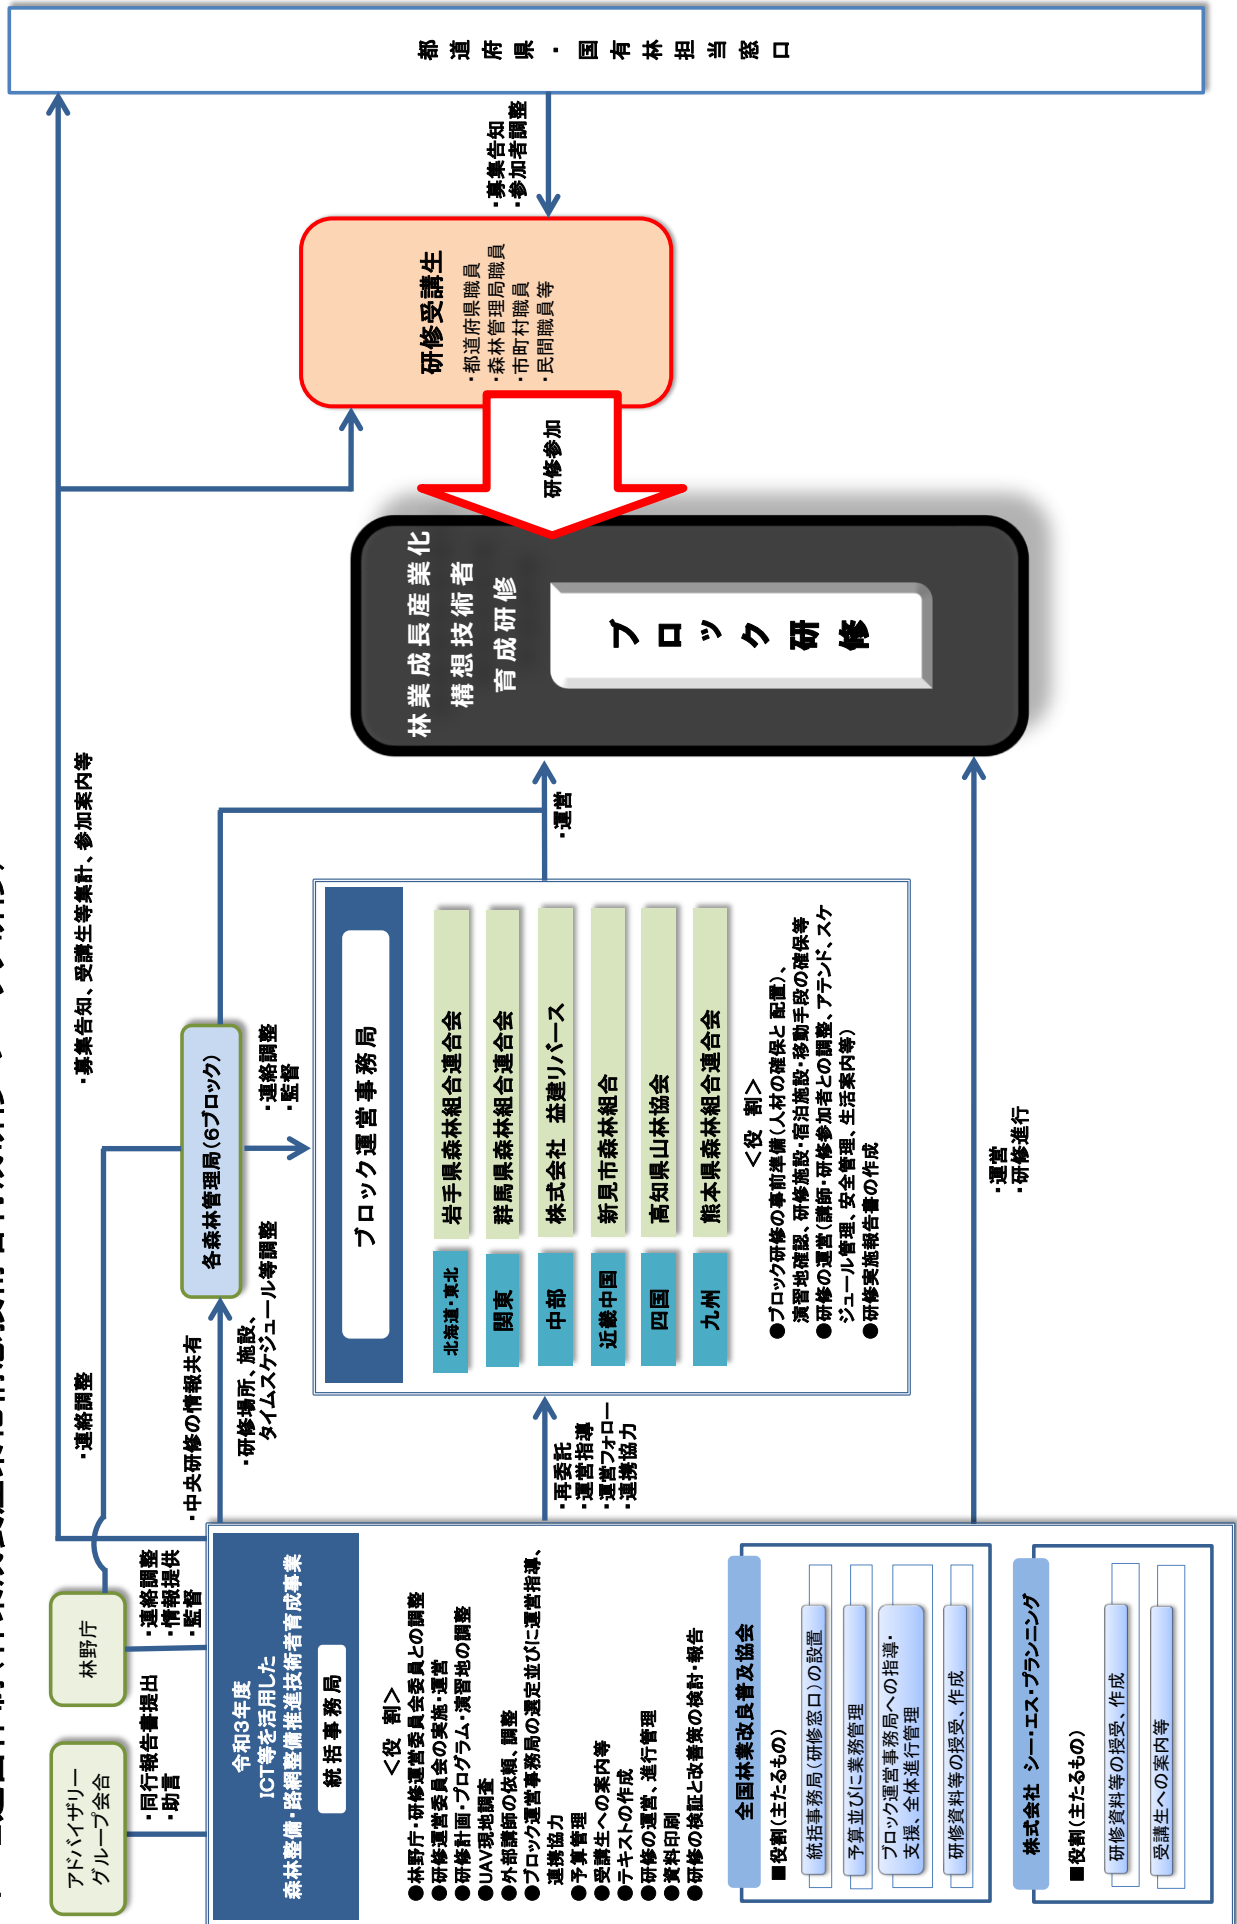 アドバイザリー
グループ会合
林野庁
・同行報告書提出
・助言
・連絡調整
・情報提供
・監督
・連絡調整
・募集告知、受講生等集計、参加案内等
令和3年度
ICT等を活用した
森林整備・路網整備推進技術者育成事業
統括事務局
＜役 割＞
●林野庁・研修運営委員会委員との調整
●研修運営委員会の実施・運営
●研修計画・プログラム・演習地の調整
●UAV現地調査
●外部講師の依頼、調整
●ブロック運営事務局の選定並びに運営指導、
連携協力
●予算管理
●受講生への案内等
●テキストの作成
●研修の運営、進行管理
●資料印刷
●研修の検証と改善策の検討・報告
全国林業改良普及協会
■役割（主たるもの）
統括事務局（研修窓口）の設置
予算並びに業務管理
ブロック運営事務局への指導・
支援、全体進行管理
研修資料等の授受、作成
株式会社 シー・エス・プランニング
■役割（主たるもの）
研修資料等の授受、作成
受講生への案内等
・中央研修の情報共有
・研修場所、施設、
タイムスケジュール等調整
各森林管理局（6ブロック）
・連絡調整
・監督
・再委託
・運営指導
・運営フォロー
・連携協力
ブロック運営事務局
北海道・東北
岩手県森林組合連合会
関東
群馬県森林組合連合会
中部
株式会社 益建リバース
近畿中国
新見市森林組合
四国
高知県山林協会
九州
熊本県森林組合連合会
＜役 割＞
●ブロック研修の事前準備（人材の確保と配置）、
演習地確認、研修施設・宿泊施設・移動手段の確保等
●研修の運営（講師・研修参加者との調整、アテンド、スケ
ジュール管理、安全管理、生活案内等）
●研修実施報告書の作成
・運営
・運営
・研修進行
林業成長産業化
構想技術者
育成研修
ブロック研修
研修参加
研修受講生
・都道府県職員
・森林管理局職員
・市町村職員
・民間職員等
・募集告知
・参加者調整
都道府県・国有林担当窓口